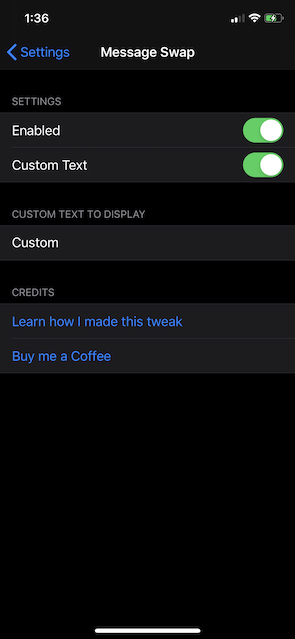 1:36
Settings
Message Swap
SETTINGS
Enabled
Custom Text
CUSTOM TEXT TO DISPLAY
Custom
CREDITS
Learn how I made this tweak
Buy me a Coffee